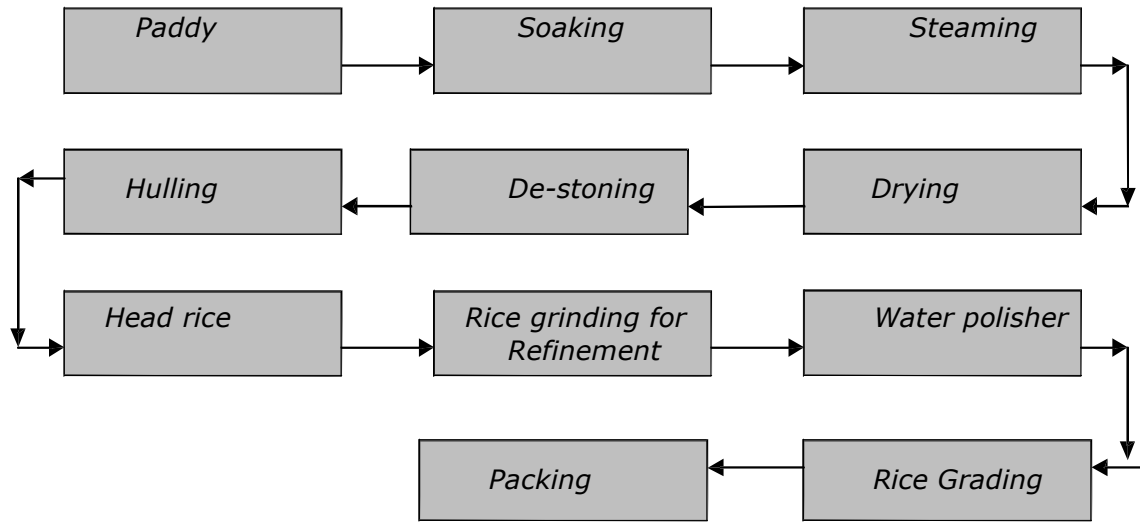 Paddy
Soaking
Steaming
Drying
De-stoning
Hulling
Head rice
Rice grinding for
Refinement
Water polisher
Rice Grading
Packing